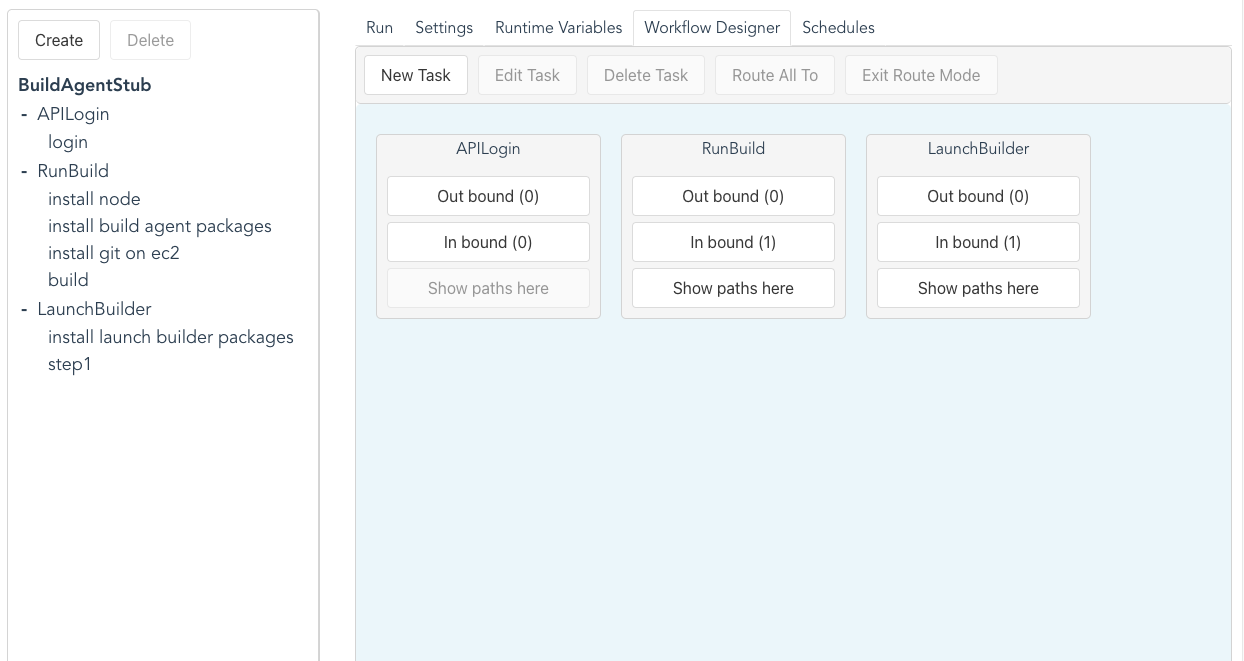 Create Delete
BuildAgentStub
- APILogin
login
- RunBuild
install node
install build agent packages
install git on ec2
build
- LaunchBuilder
install launch builder packages
step1
Run Settings Runtime Variables Workflow Designer Schedules
New Task Edit Task Delete Task Route All To Exit Route Mode
APILogin
Out bound (0)
In bound (0)
Show paths here
RunBuild
Out bound (0)
In bound (1)
Show paths here
LaunchBuilder
Out bound (0)
In bound (1)
Show paths here